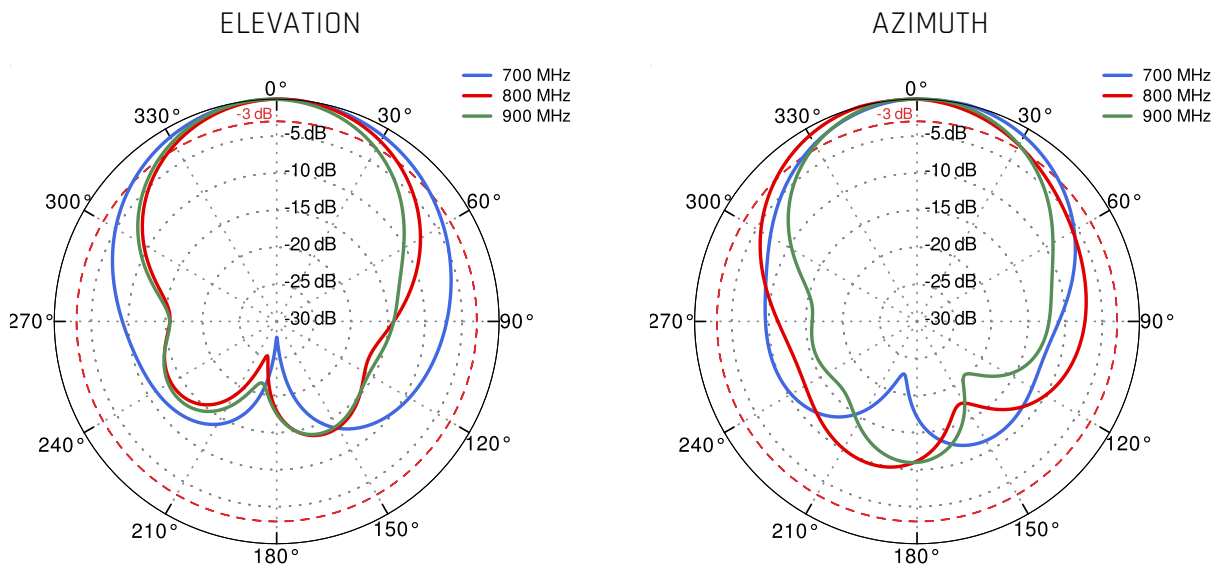 ELEVATION
700 MHz
800 MHz
900 MHz
0°
330°
-3 dB
30°
-5 dB
-10 dB
300°
60°
-15 dB
-20 dB
-25 dB
270°
-30 dB
90°
240°
120°
210°
150°
180°
AZIMUTH
700 MHz
800 MHz
900 MHz
0°
330°
-3 dB
30°
-5 dB
-10 dB
300°
60°
-15 dB
-20 dB
-25 dB
270°
-30 dB
90°
240°
120°
210°
150°
180°